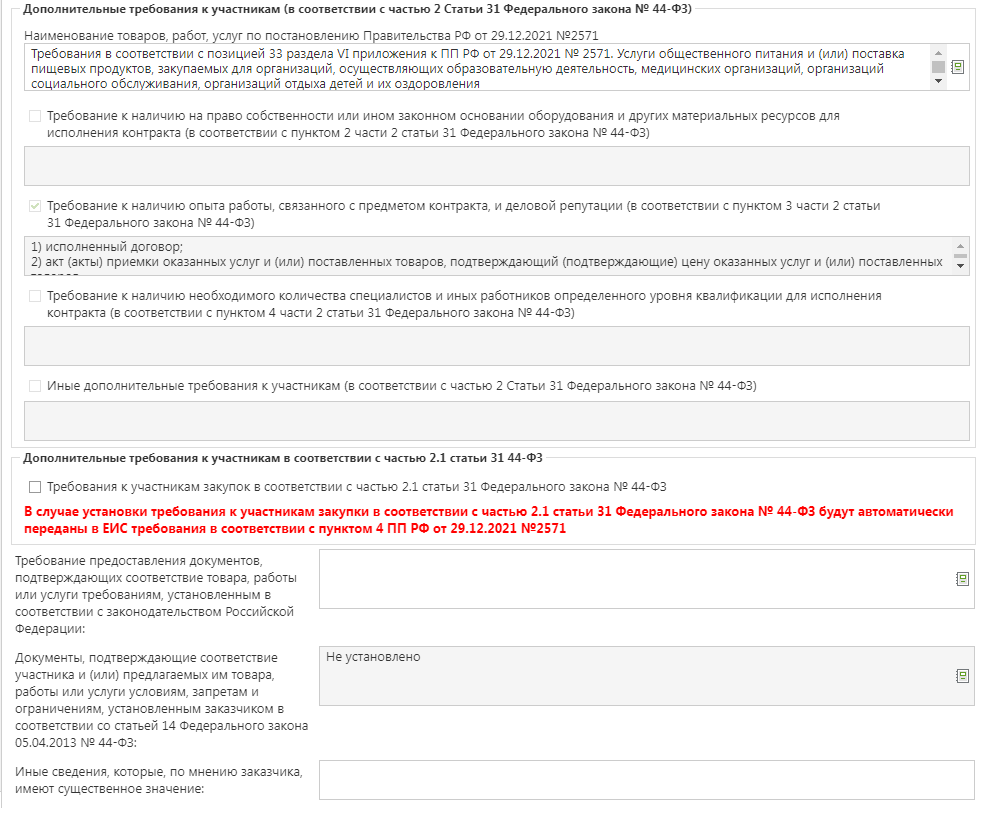 Дополнительные требования к участникам (в соответствии с частью 2 Статьи 31 Федерального закона № 44-ФЗ)
Наименование товаров, работ, услуг по постановлению Правительства РФ от 29.12.2021 №2571
Требования в соответствии с позицией 33 раздела VI приложения к ПП РФ от 29.12.2021 № 2571. Услуги общественного питания и (или) поставка
пищевых продуктов, закупаемых для организаций, осуществляющих образовательную деятельность, медицинских организаций, организаций
социального обслуживания, организаций отдыха детей и их оздоровления
Требование к наличию на право собственности или ином законном основании оборудования и других материальных ресурсов для
исполнения контракта (в соответствии с пунктом 2 части 2 статьи 31 Федерального закона № 44-ФЗ)
Требование к наличию опыта работы, связанного с предметом контракта, и деловой репутации (в соответствии с пунктом 3 части 2 статьи
31 Федерального закона № 44-ФЗ)
1) исполненный договор;
2) акт (акты) приемки оказанных услуг и (или) поставленных товаров, подтверждающий (подтверждающие) цену оказанных услуг и (или) поставленных
Требование к наличию необходимого количества специалистов и иных работников определенного уровня квалификации для исполнения
контракта (в соответствии с пунктом 4 части 2 статьи 31 Федерального закона № 44-ФЗ)
Иные дополнительные требования к участникам (в соответствии с частью 2 Статьи 31 Федерального закона № 44-ФЗ)
Дополнительные требования к участникам в соответствии с частью 2.1 статьи 31 44-ФЗ
Требования к участникам закупок в соответствии с частью 2.1 статьи 31 Федерального закона № 44-ФЗ
В случае установки требования к участникам закупки в соответствии с частью 2.1 статьи 31 Федерального закона № 44-ФЗ будут автоматически
переданы в ЕИС требования в соответствии с пунктом 4 ПП РФ от 29.12.2021 №2571
Требование предоставления документов,
подтверждающих соответствие товара, работы
или услуги требованиям, установленным в
соответствии с законодательством Российской
Федерации:
Документы, подтверждающие соответствие
участника и (или) предлагаемых им товара,
работы или услуги условиям, запретам и
ограничениям, установленным заказчиком в
соответствии со статьей 14 Федерального закона
05.04.2013 № 44-ФЗ:
Не установлено
Иные сведения, которые, по мнению заказчика,
имеют существенное значение: